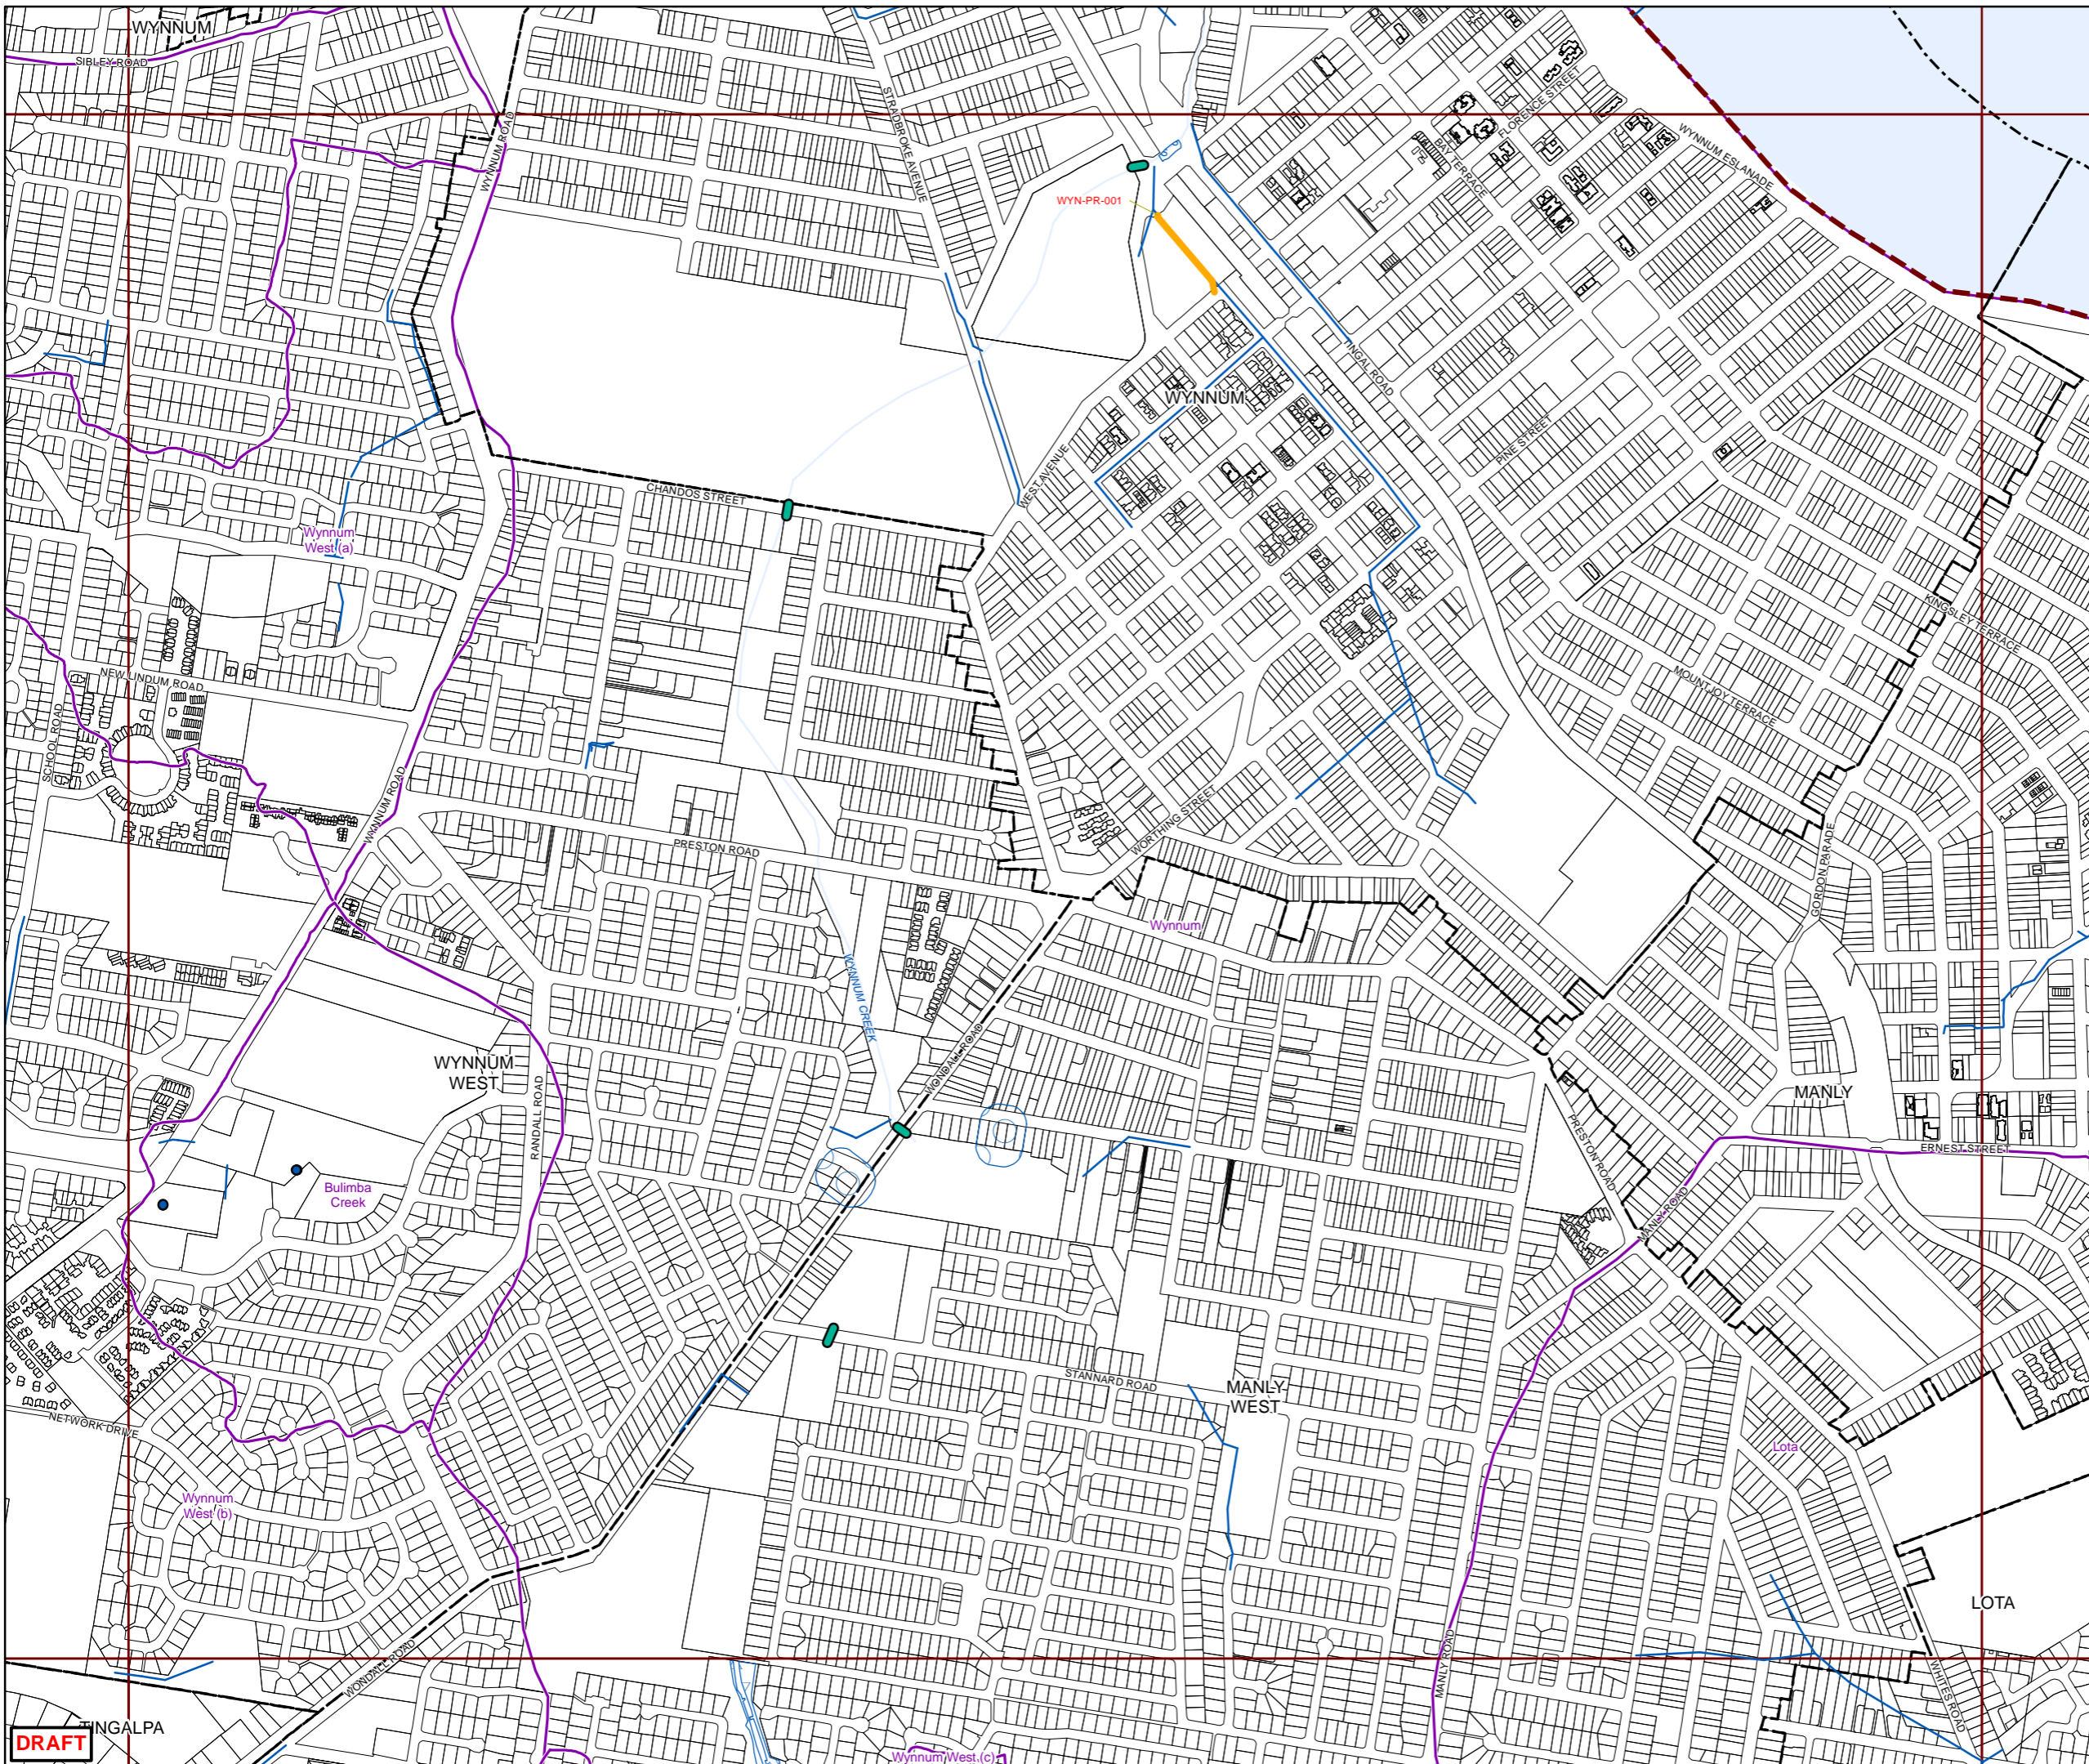 WYNNUM
SIBLEY ROAD
WYNNUM ROAD
STRADBROKE AVENUE
FLORENCE STREET
BAY TERRACE
WYNNUM ESLANADE
WYN-PR-001
TINGAL ROAD
WYNNUM
PINE STREET
WEST AVENUE
CHANDOS STREET
Wynnum
West (a)
KINGSLEY TERRACE
NEW LINDUM ROAD
MOUNTJOY TERRACE
SCHOOL ROAD
WYNNUM ROAD
WORTHING STREET
PRESTON ROAD
GORDON PARADE
Wynnum
WYNNUM CREEK
WYNNUM
WEST
WONDALL ROAD
RANDALL ROAD
MANLY
PRESTON ROAD
ERNEST STREET
Bulimba
Creek
MANLY ROAD
STANNARD ROAD
MANLY
WEST
NETWORK DRIVE
Lota
Wynnum
West (b)
LOTA
WONDALL ROAD
MANLY ROAD
WHITES ROAD
TINGALPA
DRAFT
Wynnum West (c)